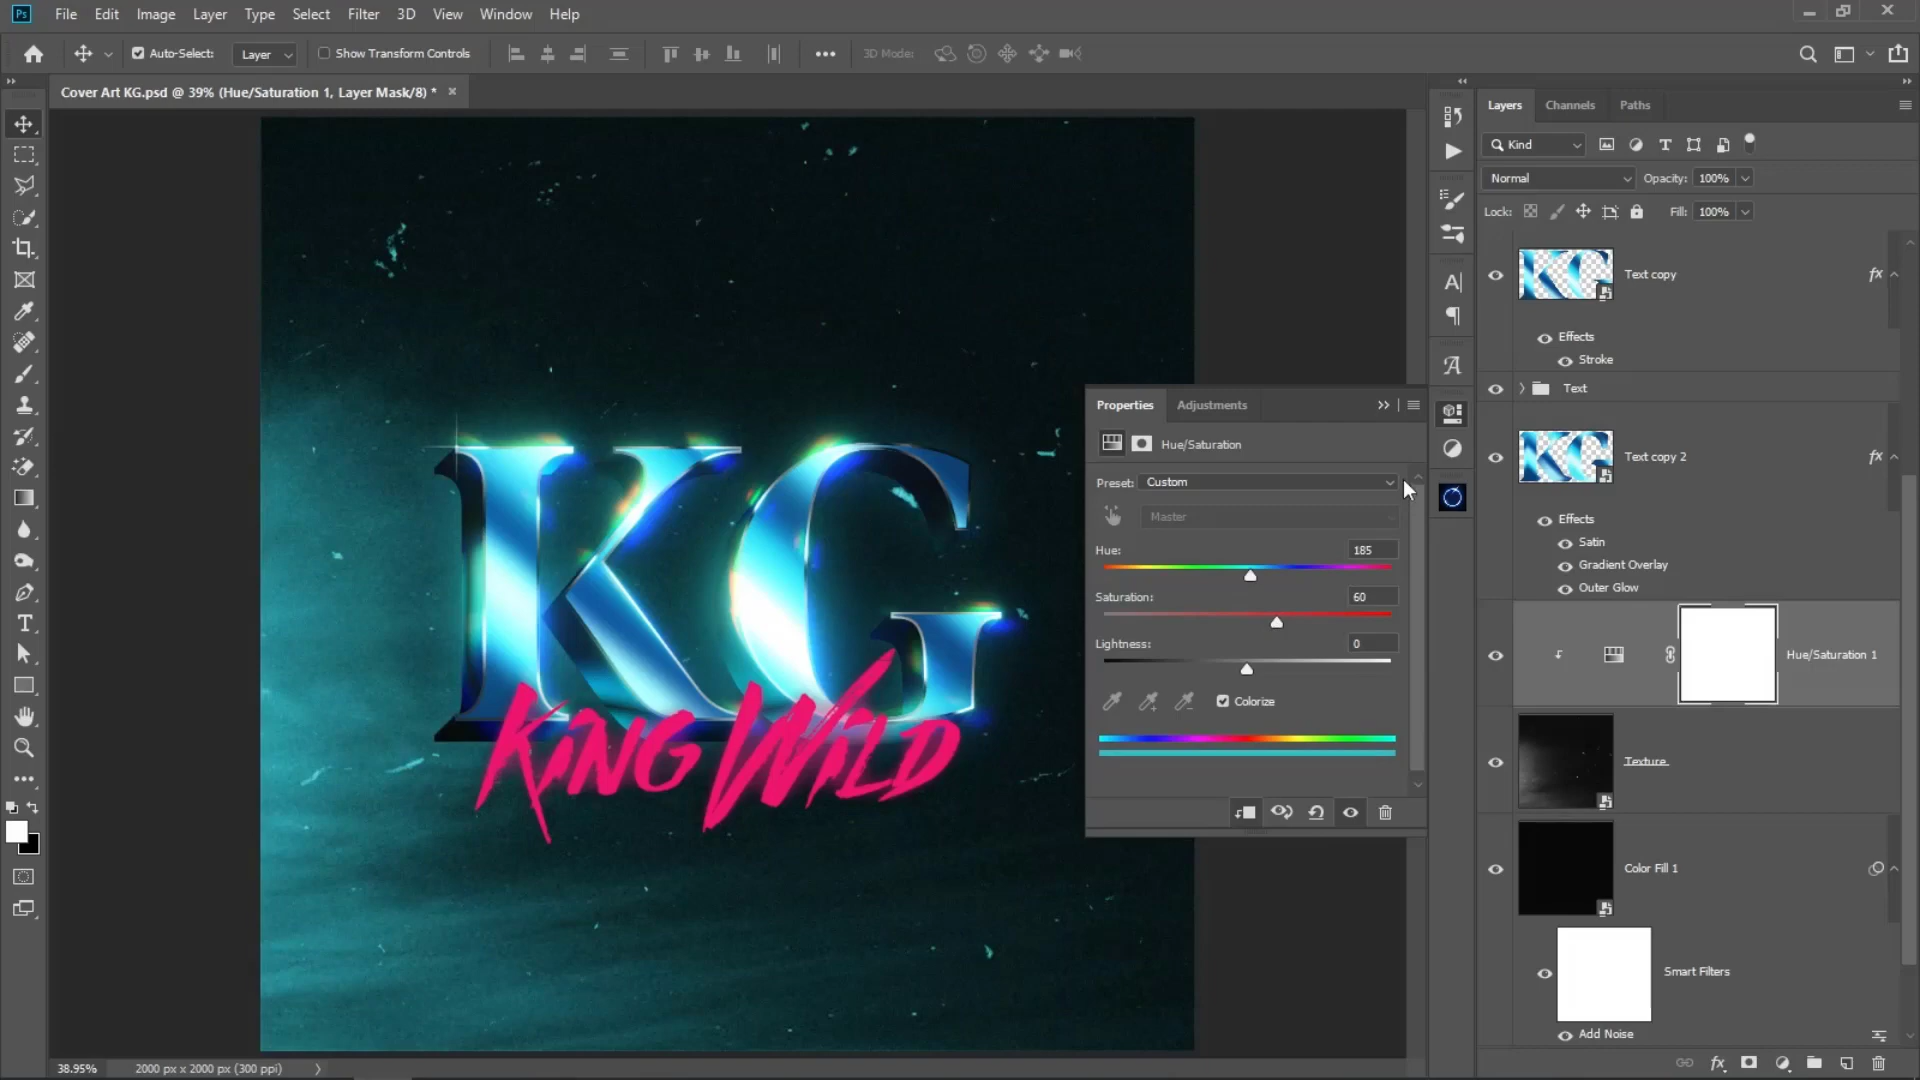 Ps File Edit Image Layer Type Select Filter 3D View Window Help
Auto-Select: Layer Show Transform Controls 3D Mode:
Cover Art KG.psd @ 39% (Hue/Saturation 1, Layer Mask/8) *
KG
KING WILD
Properties Adjustments
Hue/Saturation
Preset: Custom
Master
Hue: 185
Saturation: 60
Lightness: 0
Colorize
Layers Channels Paths
Kind
Normal Opacity: 100%
Lock: Fill: 100%
Text copy fx
Effects
Stroke
Text
Text copy 2 fx
Effects
Satin
Gradient Overlay
Outer Glow
Hue/Saturation 1
Texture
Color Fill 1
Smart Filters
Add Noise
38.95% 2000 px x 2000 px (300 ppi)
fx